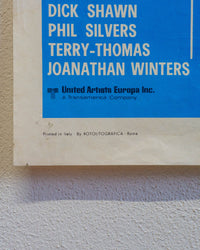 DICK SHAWN
PHIL SILVERS
TERRY-THOMAS
JOANATHAN WINTERS
United Artists Europa Inc.
a Transamerica Company
Printed in Italy - By ROTOLITOGRAFICA - Roma